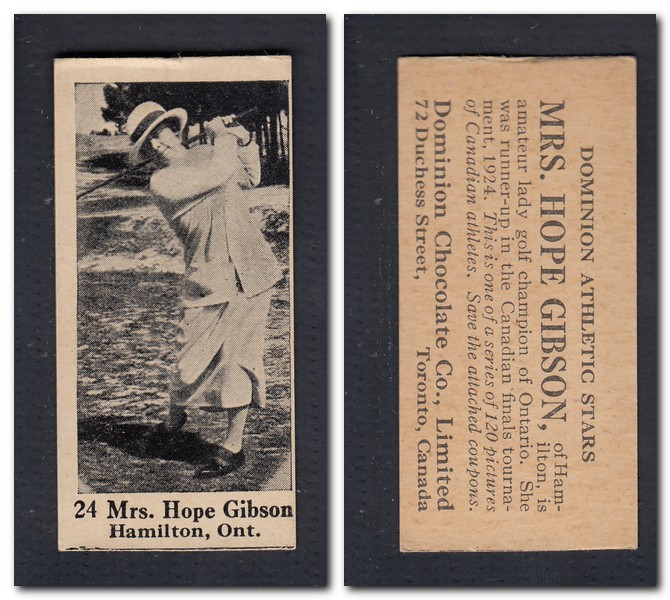 24 Mrs. Hope Gibson
Hamilton, Ont.
DOMINION ATHLETIC STARS
MRS. HOPE GIBSON, of Ham-
ilton, is
amateur lady golf champion of Ontario. She
was runner-up in the Canadian finals tourna-
ment, 1924. This is one of a series of 120 pictures
of Canadian athletes. Save the attached coupons.
Dominion Chocolate Co., Limited
72 Duchess Street, Toronto, Canada